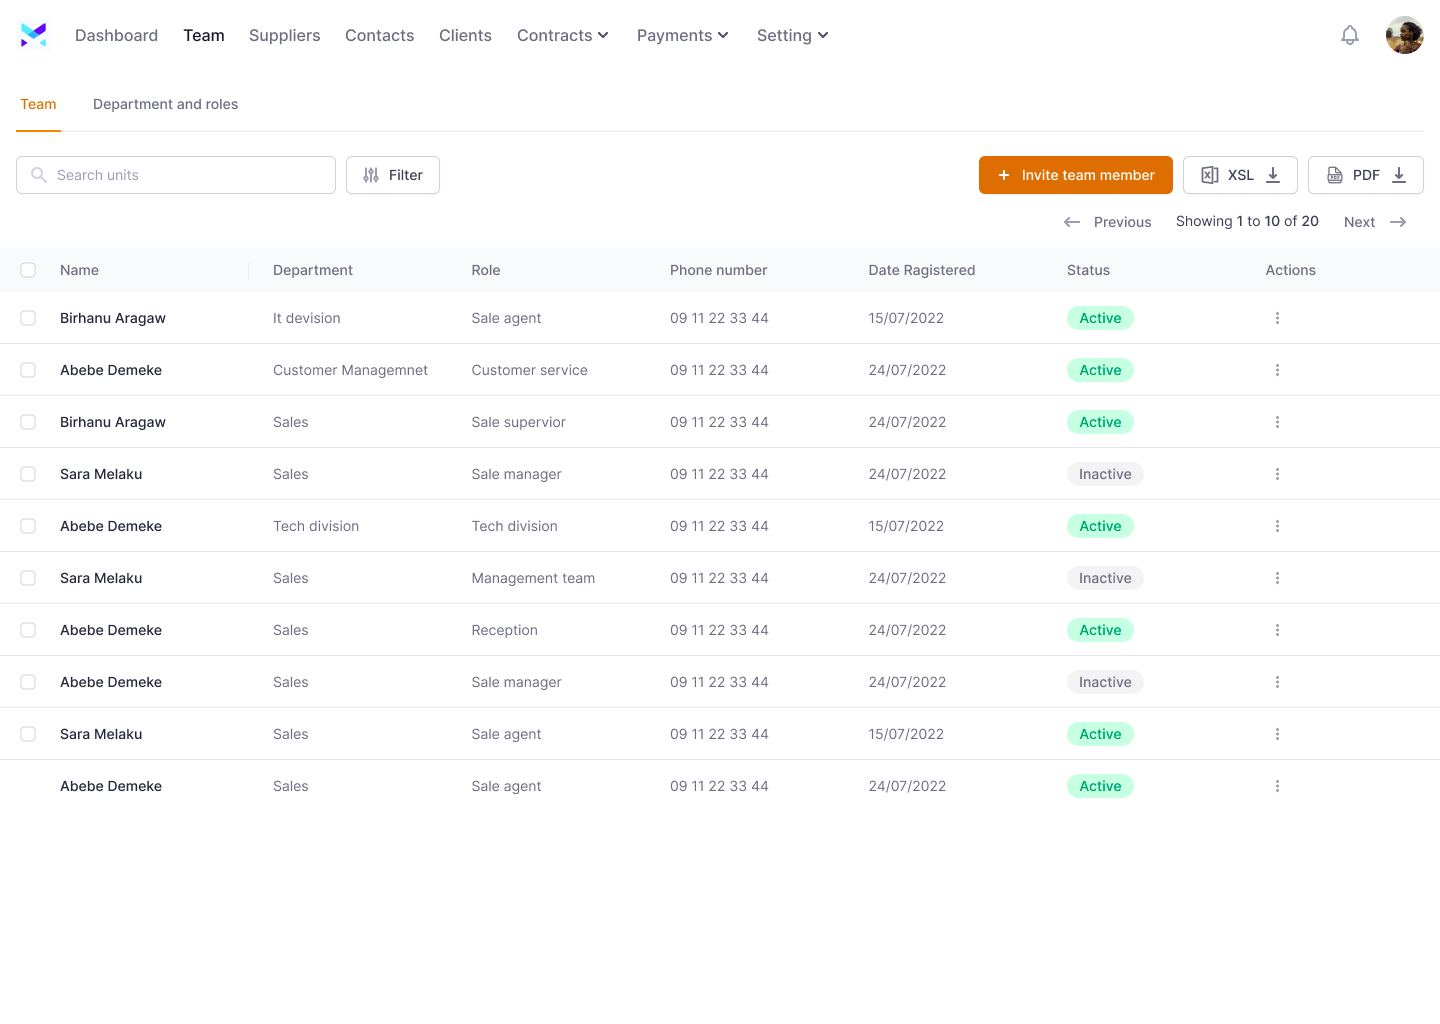 Dashboard Team Suppliers Contacts Clients Contracts Payments Setting
Team Department and roles
Search units Filter + Invite team member XSL PDF
Previous Showing 1 to 10 of 20 Next
Name Department Role Phone number Date Ragistered Status Actions
Birhanu Aragaw It devision Sale agent 09 11 22 33 44 15/07/2022 Active
Abebe Demeke Customer Managemnet Customer service 09 11 22 33 44 24/07/2022 Active
Birhanu Aragaw Sales Sale supervior 09 11 22 33 44 24/07/2022 Active
Sara Melaku Sales Sale manager 09 11 22 33 44 24/07/2022 Inactive
Abebe Demeke Tech division Tech division 09 11 22 33 44 15/07/2022 Active
Sara Melaku Sales Management team 09 11 22 33 44 24/07/2022 Inactive
Abebe Demeke Sales Reception 09 11 22 33 44 24/07/2022 Active
Abebe Demeke Sales Sale manager 09 11 22 33 44 24/07/2022 Inactive
Sara Melaku Sales Sale agent 09 11 22 33 44 15/07/2022 Active
Abebe Demeke Sales Sale agent 09 11 22 33 44 24/07/2022 Active